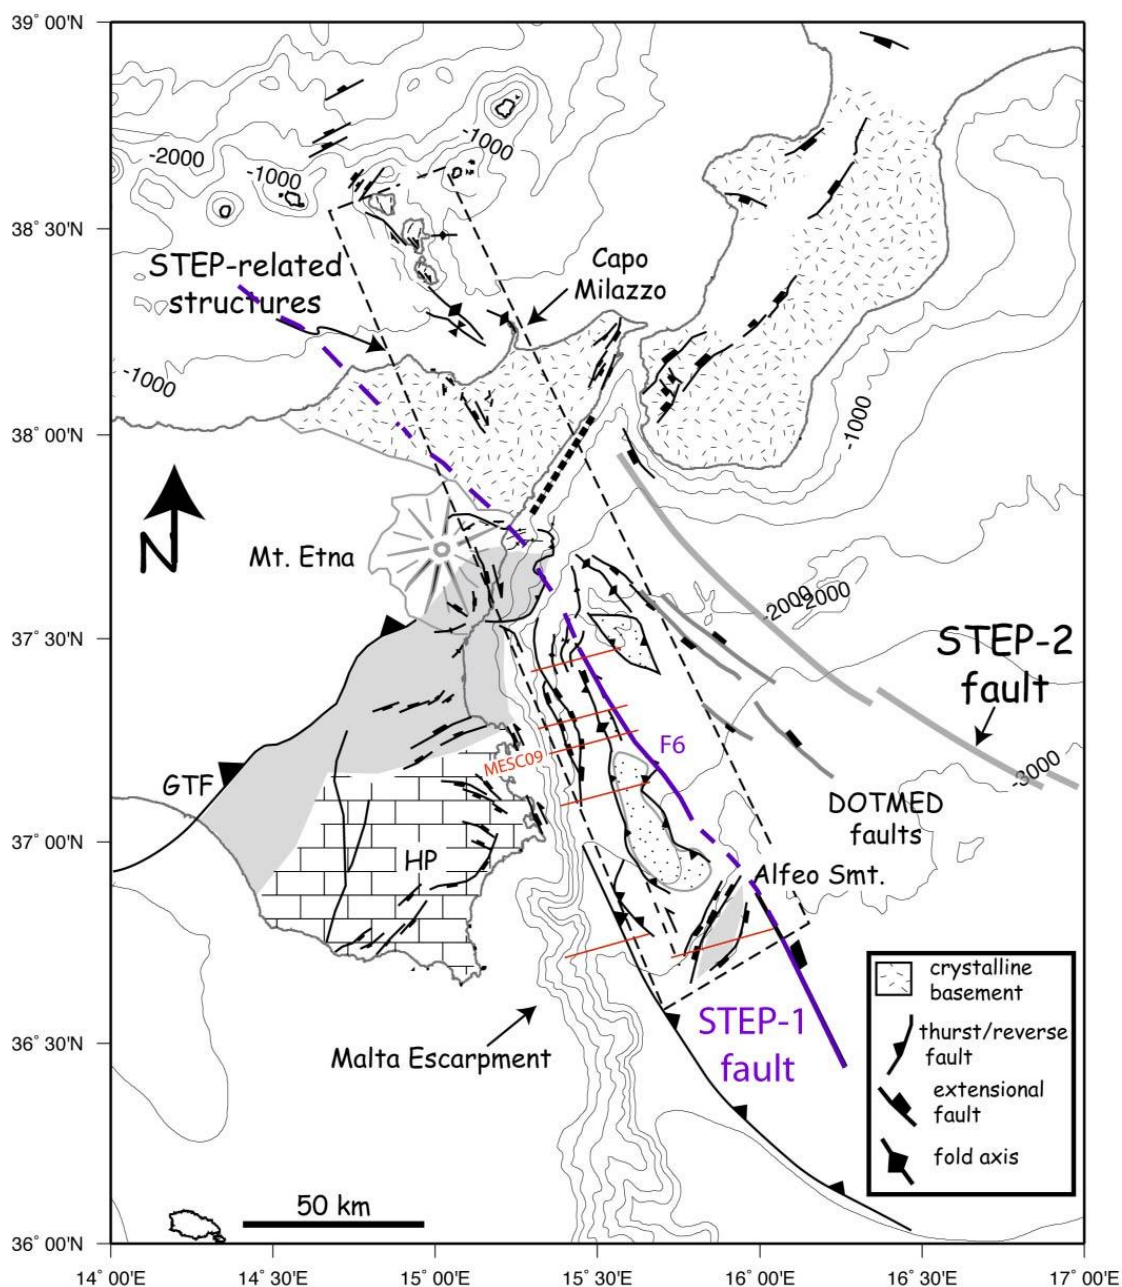 39° 00'N
-2000
-1000
-1000
38° 30'N
STEP-related
structures
Capo
Milazzo
-1000
-1000
38° 00'N
Mt. Etna
-2000
-2000
37° 30'N
STEP-2
fault
F6
MESC09
-3000
GTF
DOTMED
faults
37° 00'N
HP
Alfeo Smt.
STEP-1
fault
Malta Escarpment
36° 30'N
crystalline
basement
thurst/reverse
fault
extensional
fault
fold axis
N
50 km
36° 00'N
14° 00'E
14° 30'E
15° 00'E
15° 30'E
16° 00'E
16° 30'E
17° 00'E